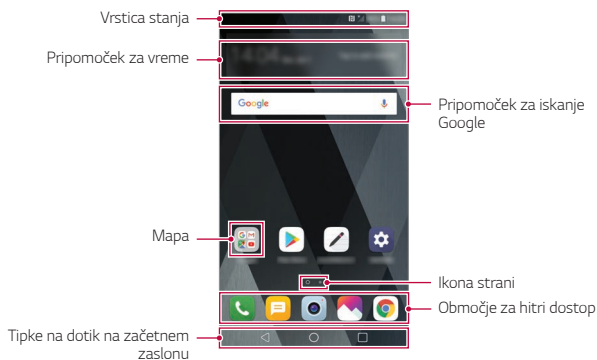 Vrstica stanja
Pripomoček za vreme
Google
Pripomoček za iskanje
Google
Mapa
Ikona strani
Območje za hitri dostop
Tipke na dotik na začetnem
zaslonu